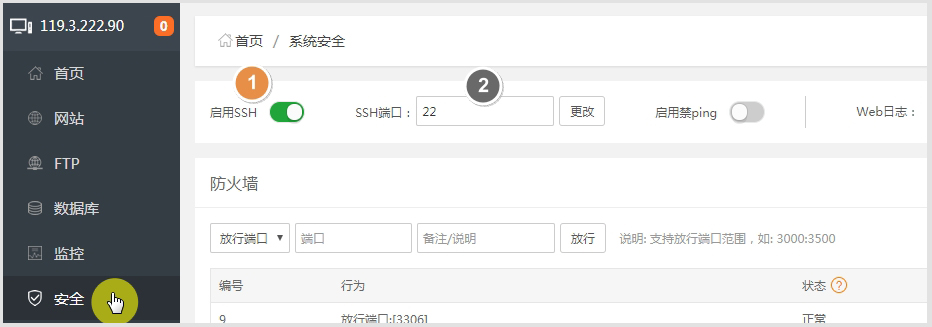 119.3.222.90 0
首页
网站
FTP
数据库
监控
安全
首页 / 系统安全
1 2
启用SSH SSH端口： 22 更改 启用禁ping Web日志：
防火墙
放行端口 端口 备注/说明 放行 说明: 支持放行端口范围，如: 3000:3500
编号 行为 状态 ?
9 放行端口:[3306] 正常